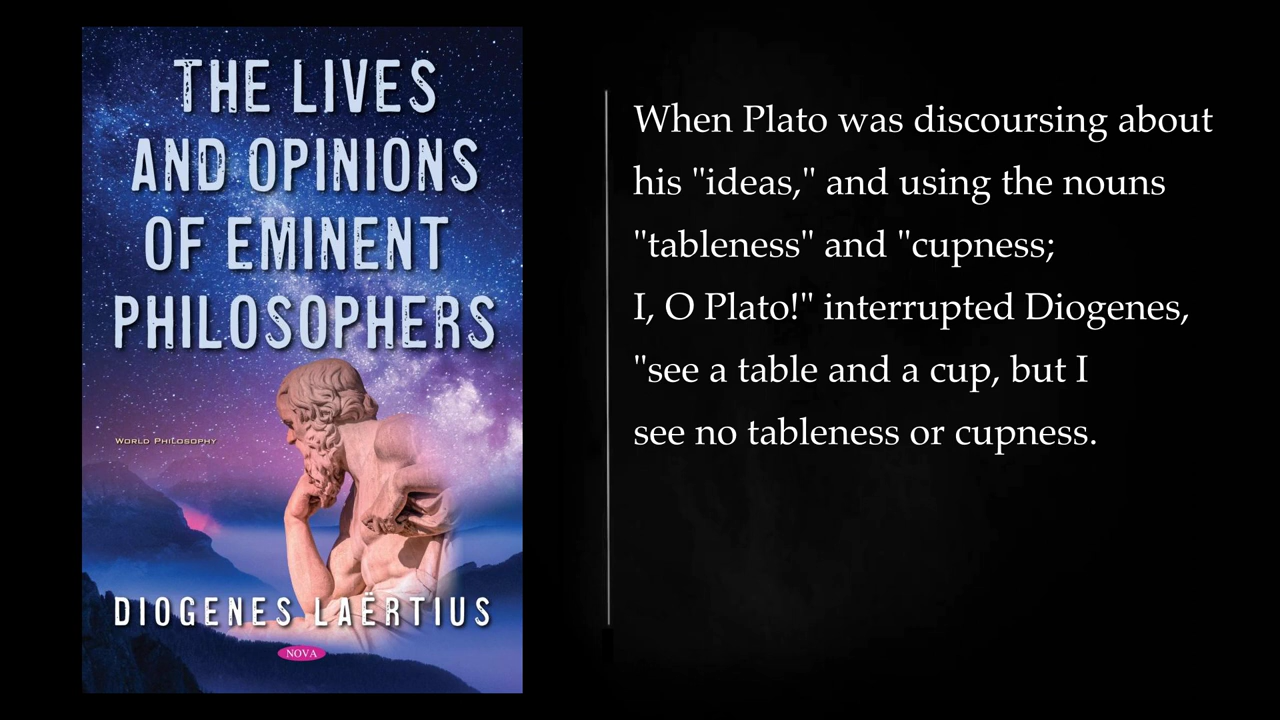 THE LIVES
AND OPINIONS
OF EMINENT
PHILOSOPHERS
WORLD PHILOSOPHY
DIOGENES LAËRTIUS
NOVA
When Plato was discoursing about
his "ideas," and using the nouns
"tableness" and "cupness;
I, O Plato!" interrupted Diogenes,
"see a table and a cup, but I
see no tableness or cupness.